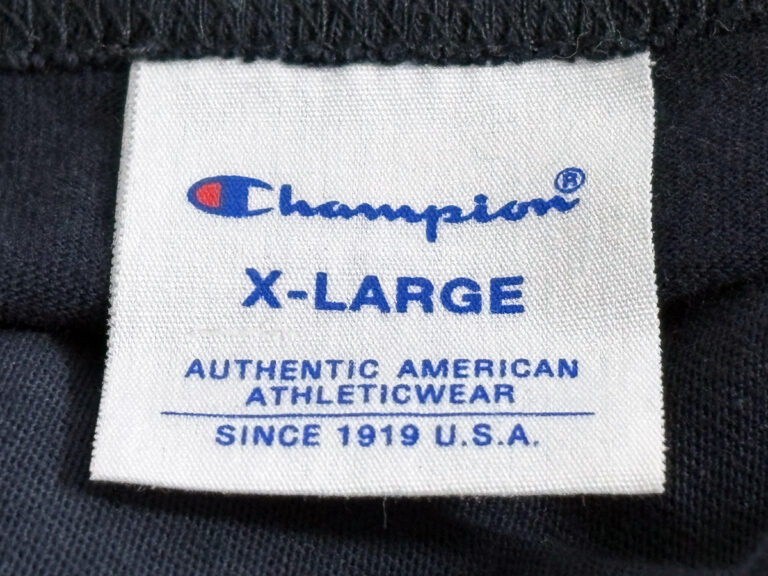 Champion®
X-LARGE
AUTHENTIC AMERICAN
ATHLETICWEAR
SINCE 1919 U.S.A.